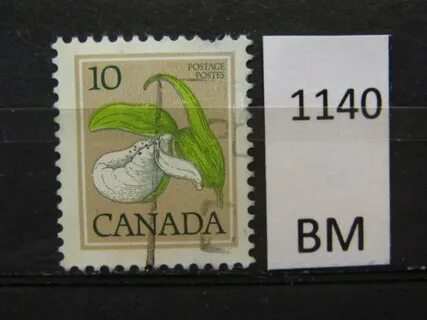 10
POSTAGE
POSTES
CANADA
1140
BM